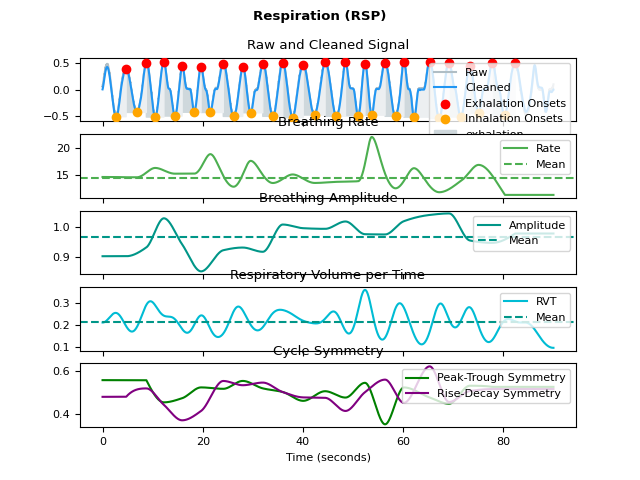 Respiration (RSP)
Raw and Cleaned Signal
0.5
0.0
−0.5
Raw
Cleaned
Exhalation Onsets
Inhalation Onsets
exhalation
Breathing Rate
20
15
Rate
Mean
Breathing Amplitude
1.0
0.9
Amplitude
Mean
Respiratory Volume per Time
0.3
0.2
0.1
RVT
Mean
Cycle Symmetry
0.6
0.4
Peak-Trough Symmetry
Rise-Decay Symmetry
0 20 40 60 80
Time (seconds)